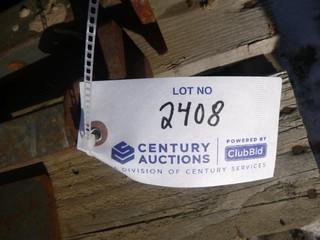 LOT NO
2408
CENTURY AUCTIONS
POWERED BY
ClubBid
DIVISION OF CENTURY SERVICES